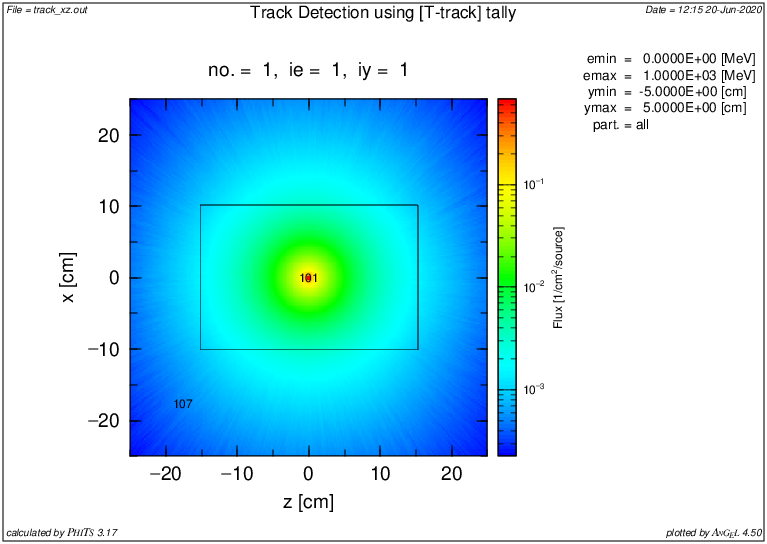 File = track_xz.out
Track Detection using [T-track] tally
Date = 12:15 20-Jun-2020
no. = 1, ie = 1, iy = 1
emin = 0.0000E+00 [MeV]
emax = 1.0000E+03 [MeV]
ymin = -5.0000E+00 [cm]
ymax = 5.0000E+00 [cm]
part. = all
20
10
0
−10
−20
x [cm]
107
−20
−10
0
10
20
z [cm]
10−1
10−2
10−3
Flux [1/cm2/source]
calculated by PHITS 3.17
plotted by ANGEL 4.50